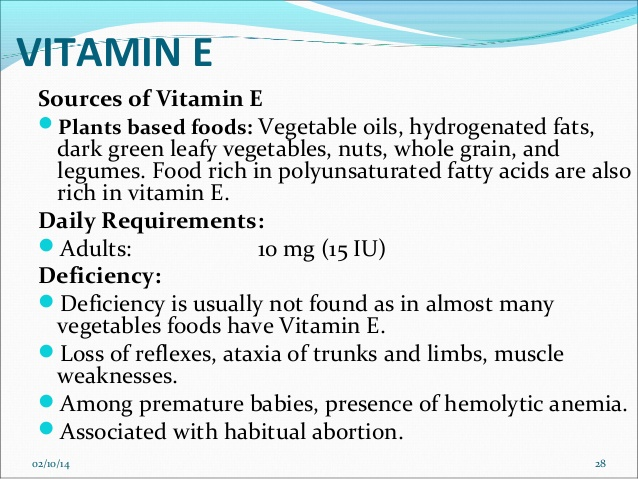 VITAMIN E
Sources of Vitamin E
Plants based foods: Vegetable oils, hydrogenated fats,
dark green leafy vegetables, nuts, whole grain, and
legumes. Food rich in polyunsaturated fatty acids are also
rich in vitamin E.
Daily Requirements:
Adults: 10 mg (15 IU)
Deficiency:
Deficiency is usually not found as in almost many
vegetables foods have Vitamin E.
Loss of reflexes, ataxia of trunks and limbs, muscle
weaknesses.
Among premature babies, presence of hemolytic anemia.
Associated with habitual abortion.
02/10/14 28